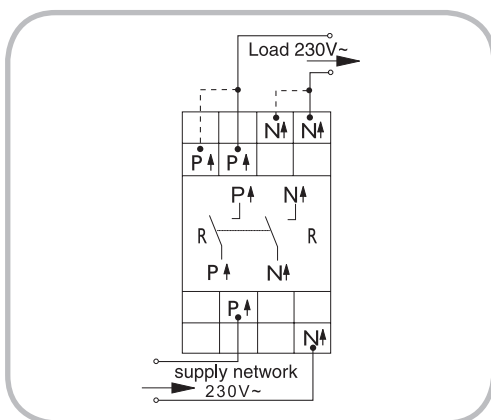 Load 230V~
N N
P P
P N
R R
P N
P
N
supply network
230V~